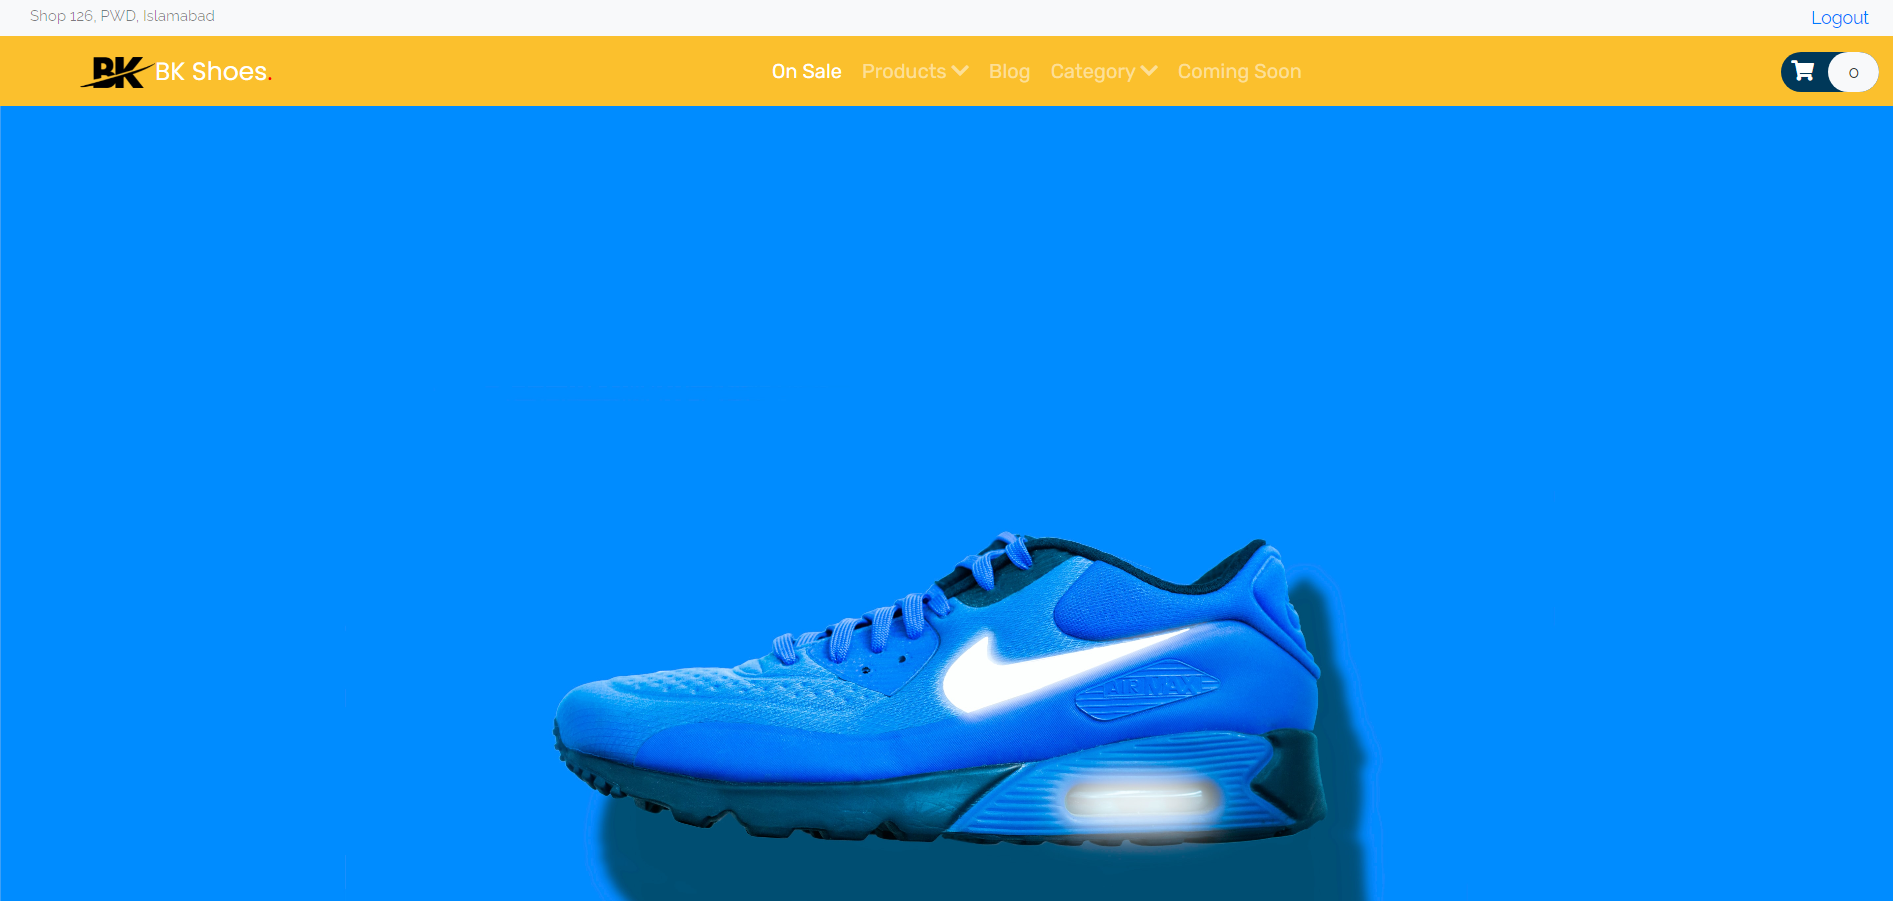 Shop 126, PWD, Islamabad
Logout
BK BK Shoes.
On Sale Products Blog Category Coming Soon
0
AIR MAX